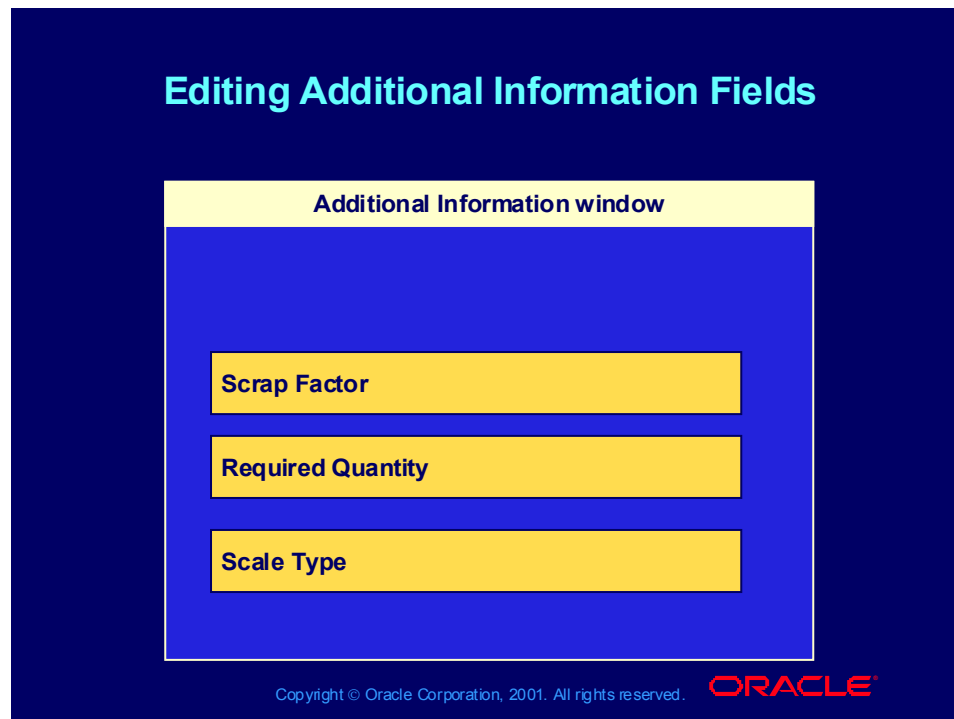 Editing Additional Information Fields
Additional Information window
Scrap Factor
Required Quantity
Scale Type
Copyright © Oracle Corporation, 2001. All rights reserved.
ORACLE®